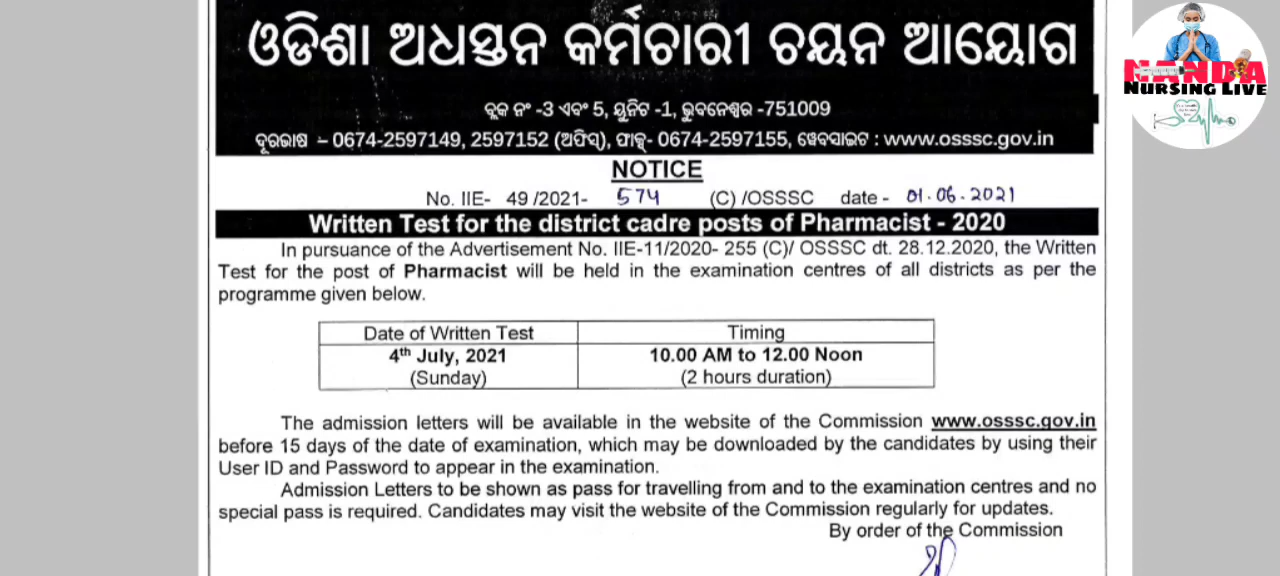 ଓଡିଶା ଅଧସ୍ତନ କର୍ମଚାରୀ ଚୟନ ଆୟୋଗ
ବ୍ଲକ ନଂ -3 ଏବଂ 5, ୟୁନିଟ -1, ଭୁବନେଶ୍ୱର -751009
ଦୂରଭାଷ – 0674-2597149, 2597152 (ଅଫିସ୍), ଫାକ୍ସ- 0674-2597155, ୱେବସାଇଟ : www.osssc.gov.in
NANDA
NURSING LIVE
NOTICE
No. IIE- 49 /2021- 574 (C) /OSSSC date - 01.06.2021
Written Test for the district cadre posts of Pharmacist - 2020
In pursuance of the Advertisement No. IIE-11/2020- 255 (C)/ OSSSC dt. 28.12.2020, the Written
Test for the post of Pharmacist will be held in the examination centres of all districts as per the
programme given below.
Date of Written Test Timing
4th July, 2021 10.00 AM to 12.00 Noon
(Sunday) (2 hours duration)
The admission letters will be available in the website of the Commission www.osssc.gov.in
before 15 days of the date of examination, which may be downloaded by the candidates by using their
User ID and Password to appear in the examination.
Admission Letters to be shown as pass for travelling from and to the examination centres and no
special pass is required. Candidates may visit the website of the Commission regularly for updates.
By order of the Commission